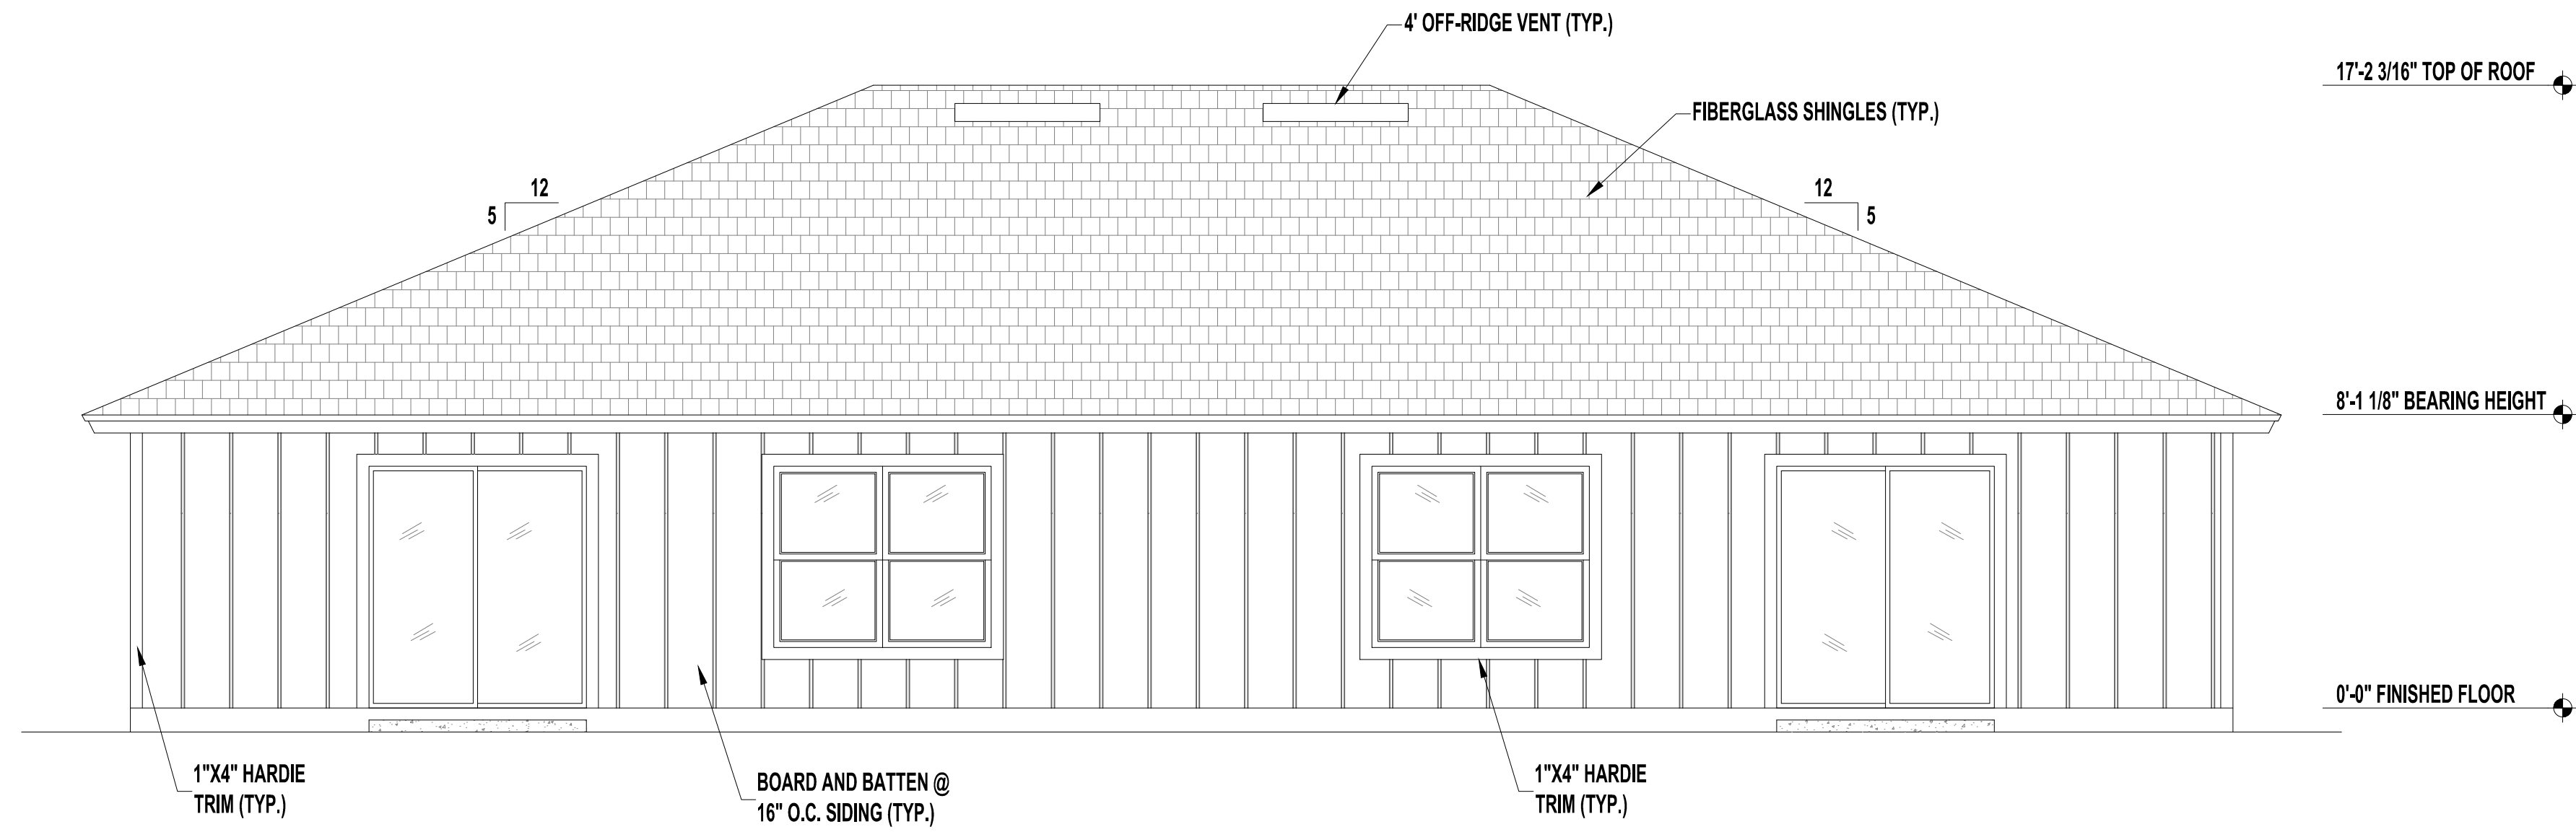 4' OFF-RIDGE VENT (TYP.)
17'-2 3/16" TOP OF ROOF
FIBERGLASS SHINGLES (TYP.)
12
5
12
5
8'-1 1/8" BEARING HEIGHT
0'-0" FINISHED FLOOR
1"X4" HARDIE
TRIM (TYP.)
BOARD AND BATTEN @
16" O.C. SIDING (TYP.)
1"X4" HARDIE
TRIM (TYP.)